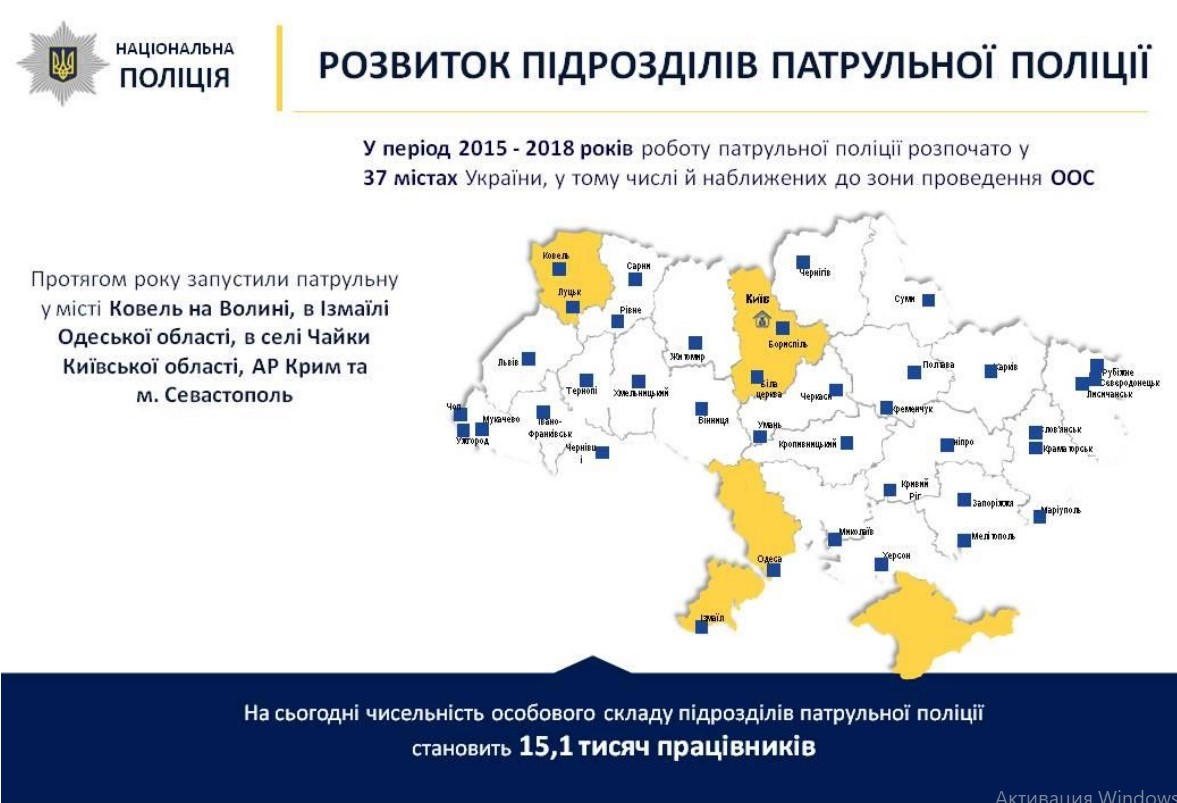 НАЦІОНАЛЬНА
ПОЛІЦІЯ
РОЗВИТОК ПІДРОЗДІЛІВ ПАТРУЛЬНОЇ ПОЛІЦІЇ
У період 2015 - 2018 років роботу патрульної поліції розпочато у
37 містах України, у тому числі й наближених до зони проведення ООС
Протягом року запустили патрульну
у місті Ковель на Волині, в Ізмаїлі
Одеської області, в селі Чайки
Київської області, АР Крим та
м. Севастополь
Ковель
Сарни
Луцьк
Рівне
Київ
Чернігів
Суми
Бориспіль
Житомир
Львів
Тернопі
Хмельницький
Біла
церква
Черкаси
Полтава
Харків
Рубіжне
Сєвєродонецьк
Лисичанськ
Чоп
Мукачево
Ужгород
Івано-
Франківськ
Чернівц
і
Вінниця
Умань
Кропивницький
Кременчук
Дніпро
Слов'янськ
Краматорськ
Кривий
Ріг
Запоріжжя
Маріуполь
Миколаїв
Мелітополь
Херсон
Одеса
Ізмаїл
На сьогодні чисельність особового складу підрозділів патрульної поліції
становить 15,1 тисяч працівників
Активация Windows